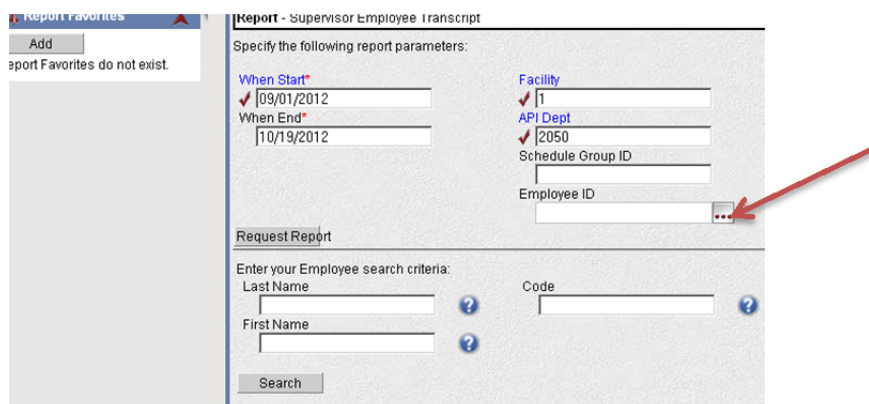 Report Favorites
Add
eport Favorites do not exist.
Report - Supervisor Employee Transcript
Specify the following report parameters:
When Start*
09/01/2012
When End*
10/19/2012
Facility
1
API Dept
2050
Schedule Group ID
Employee ID
...
Request Report
Enter your Employee search criteria:
Last Name
?
Code
?
First Name
?
Search